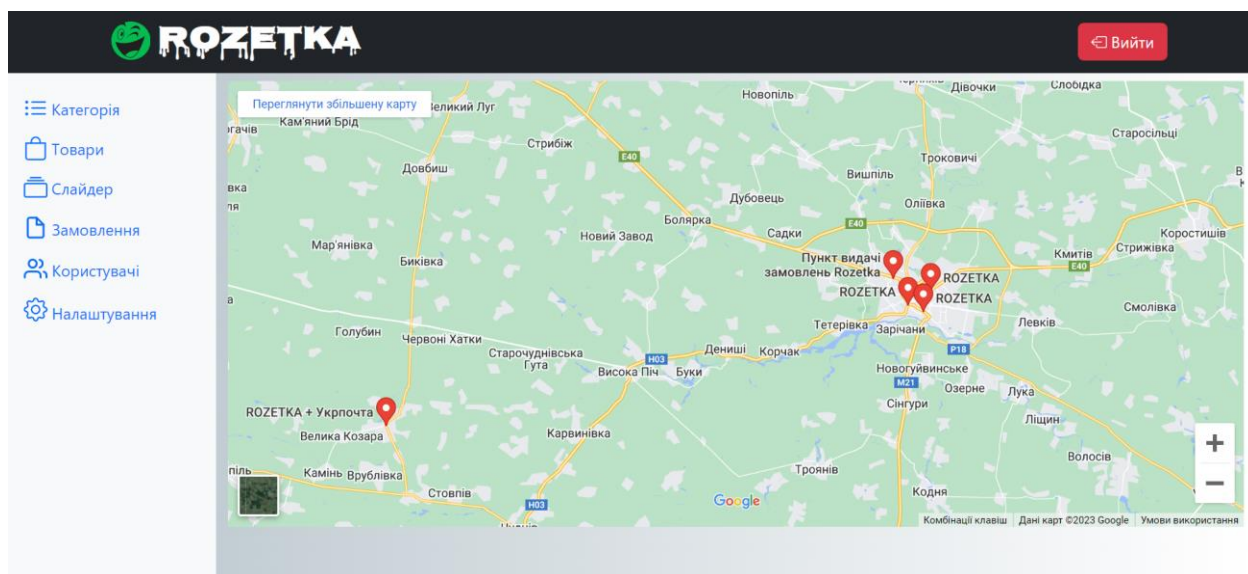 ROZETKA
Вийти
Категорія
Товари
Слайдер
Замовлення
Користувачі
Налаштування
Переглянути збільшену карту
Великий Луг
Кам'яний Брід
Новопіль
Дівочки
Слобідка
Старосільці
Стрибіж
E40
Довбиш
Троковичі
Вишпіль
Дубовець
Оліївка
Болярка
E40
Новий Завод
Садки
Коростишів
Стрижівка
Мар'янівка
Биківка
Кмитів
E40
Пункт видачі
замовлень Rozetka
ROZETKA
ROZETKA
ROZETKA
Смолівка
Голубин
Червоні Хатки
Тетерівка
Зарічани
Левків
Старочуднівська
Гута
H03
Дениші
Корчак
P18
Висока Піч
Буки
Новогуйвинське
M21
Озерне
Лука
Сінгури
ROZETKA + Укрпочта
Ліщин
Велика Козара
Карвинівка
Волосів
Камінь
Врублівка
Троянів
Стовпів
Кодня
H03
Google
Комбінації клавіш
Дані карт ©2023 Google
Умови використання